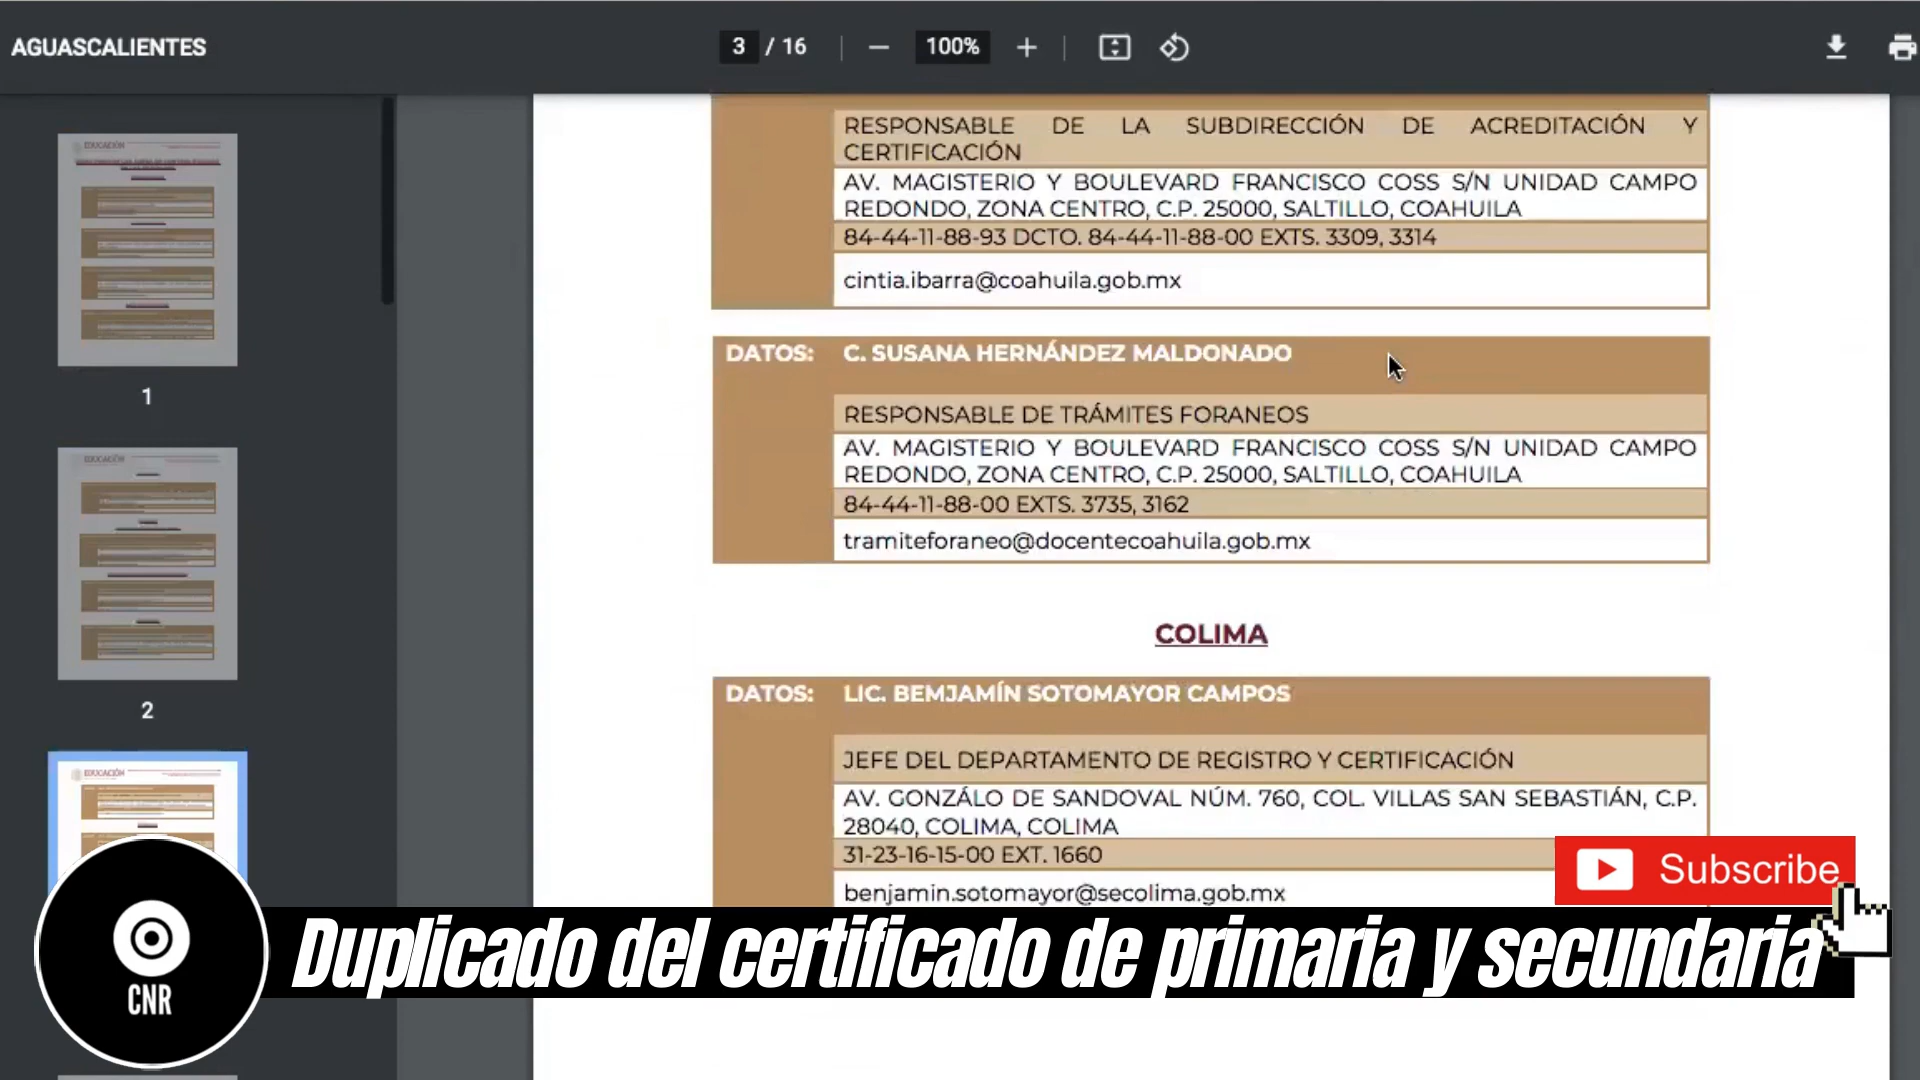 AGUASCALIENTES
3 / 16
100%
EDUCACIÓN
1
EDUCACIÓN
2
EDUCACIÓN
RESPONSABLE DE LA SUBDIRECCIÓN DE ACREDITACIÓN Y
CERTIFICACIÓN
AV. MAGISTERIO Y BOULEVARD FRANCISCO COSS S/N UNIDAD CAMPO
REDONDO, ZONA CENTRO, C.P. 25000, SALTILLO, COAHUILA
84-44-11-88-93 DCTO. 84-44-11-88-00 EXTS. 3309, 3314
cintia.ibarra@coahuila.gob.mx
DATOS: C. SUSANA HERNÁNDEZ MALDONADO
RESPONSABLE DE TRÁMITES FORANEOS
AV. MAGISTERIO Y BOULEVARD FRANCISCO COSS S/N UNIDAD CAMPO
REDONDO, ZONA CENTRO, C.P. 25000, SALTILLO, COAHUILA
84-44-11-88-00 EXTS. 3735, 3162
tramiteforaneo@docentecoahuila.gob.mx
COLIMA
DATOS: LIC. BEMJAMÍN SOTOMAYOR CAMPOS
JEFE DEL DEPARTAMENTO DE REGISTRO Y CERTIFICACIÓN
AV. GONZÁLO DE SANDOVAL NÚM. 760, COL. VILLAS SAN SEBASTIÁN, C.P.
28040, COLIMA, COLIMA
31-23-16-15-00 EXT. 1660
benjamin.sotomayor@secolima.gob.mx
Subscribe
Duplicado del certificado de primaria y secundaria
CNR